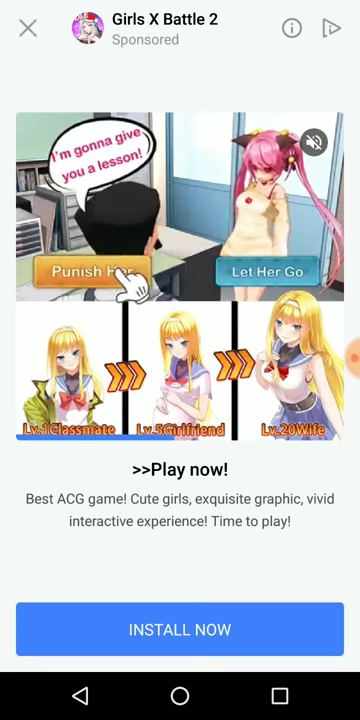 Girls X Battle 2
Sponsored
I'm gonna give
you a lesson!
Punish Her
Let Her Go
Lv.1Classmate
Lv.5Girlfriend
Lv.20Wife
>>Play now!
Best ACG game! Cute girls, exquisite graphic, vivid
interactive experience! Time to play!
INSTALL NOW